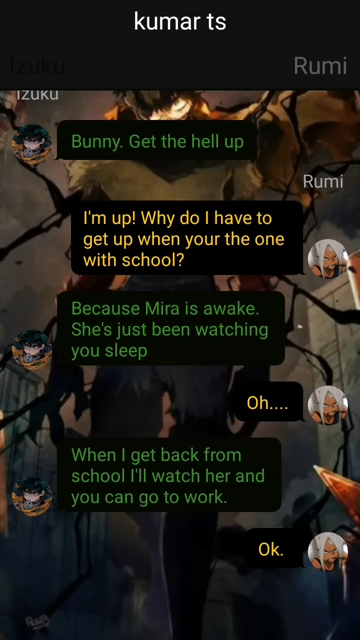 kumar ts
Izuku
Rumi
Izuku
Bunny. Get the hell up
Rumi
I'm up! Why do I have to
get up when your the one
with school?
Because Mira is awake.
She's just been watching
you sleep
Oh....
When I get back from
school I'll watch her and
you can go to work.
Ok.